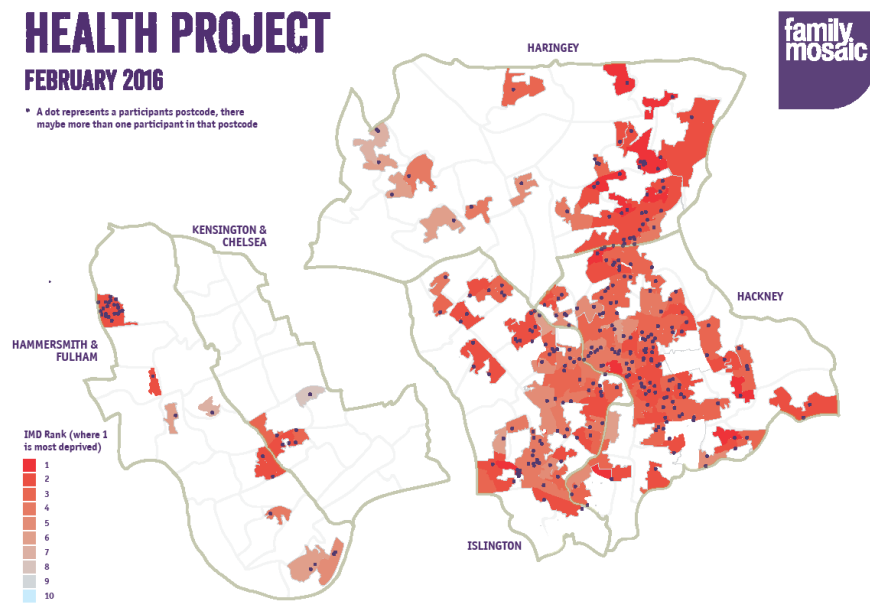 HEALTH PROJECT
FEBRUARY 2016
• A dot represents a participants postcode, there
maybe more than one participant in that postcode
family
mosaic
HARINGEY
KENSINGTON &
CHELSEA
HACKNEY
HAMMERSMITH &
FULHAM
ISLINGTON
IMD Rank (where 1
is most deprived)
1
2
3
4
5
6
7
8
9
10